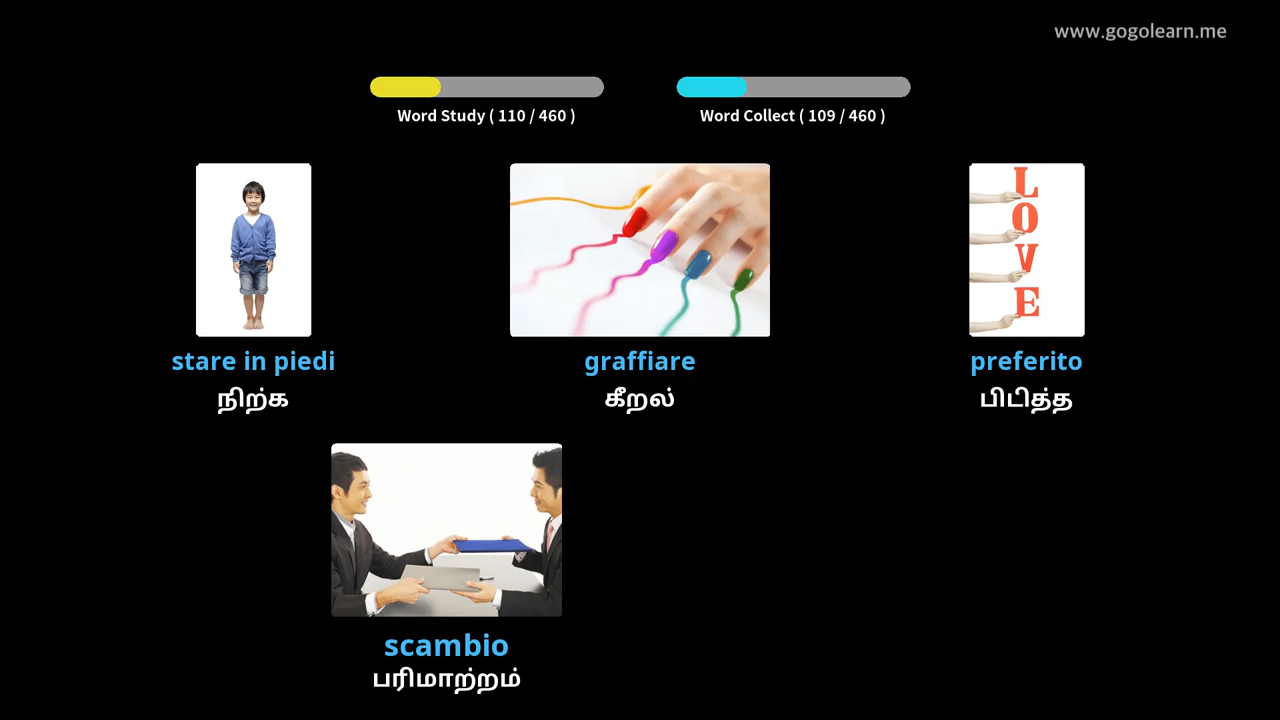 www.gogolearn.me
Word Study ( 110 / 460 )
Word Collect ( 109 / 460 )
L
O
V
E
stare in piedi
நிற்க
graffiare
கீறல்
preferito
பிடித்த
scambio
பரிமாற்றம்